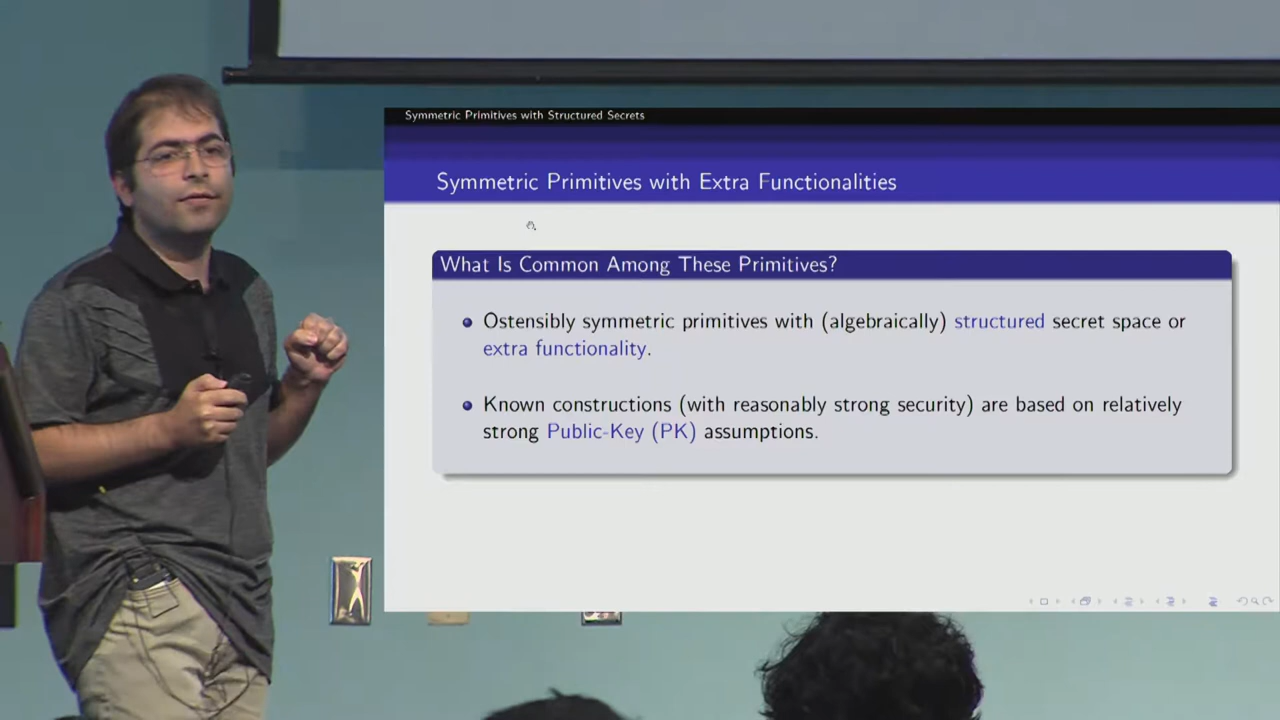 Symmetric Primitives with Structured Secrets
Symmetric Primitives with Extra Functionalities
What Is Common Among These Primitives?
Ostensibly symmetric primitives with (algebraically) structured secret space or
extra functionality.
Known constructions (with reasonably strong security) are based on relatively
strong Public-Key (PK) assumptions.